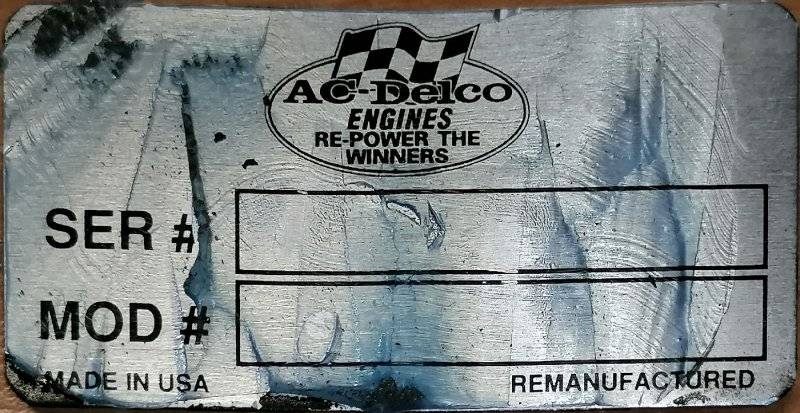 AC-Delco
ENGINES
RE-POWER THE
WINNERS
SER #
MOD #
MADE IN USA
REMANUFACTURED